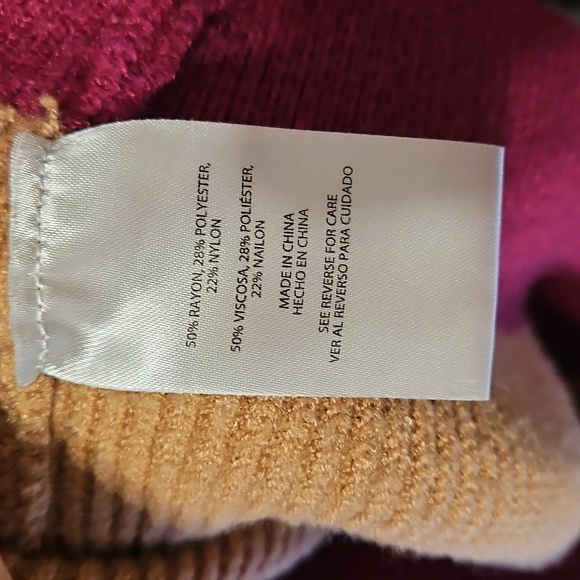 50% RAYON, 28% POLYESTER,
22% NYLON
50% VISCOSA, 28% POLIÉSTER,
22% NAILON
MADE IN CHINA
HECHO EN CHINA
SEE REVERSE FOR CARE
VER AL REVERSO PARA CUIDADO